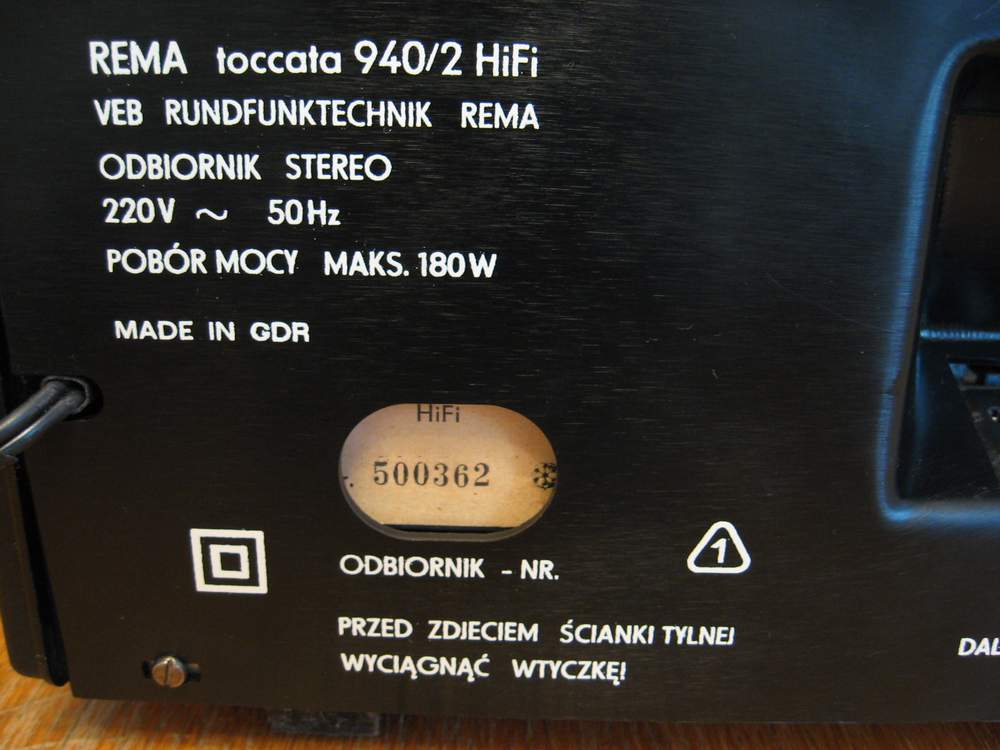 REMA toccata 940/2 HiFi
VEB RUNDFUNKTECHNIK REMA
ODBIORNIK STEREO
220V ~ 50Hz
POBÓR MOCY MAKS. 180W
MADE IN GDR
HiFi
500362
ODBIORNIK - NR.
1
PRZED ZDJECIEM ŚCIANKI TYLNEJ
WYCIĄGNĄĆ WTYCZKĘ!